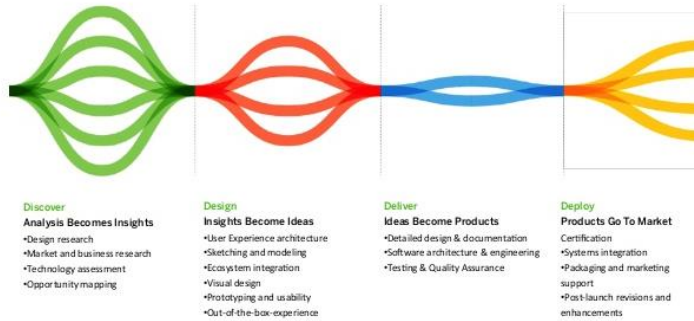 Discover
Analysis Becomes Insights
•Design research
•Market and business research
•Technology assessment
•Opportunity mapping
Design
Insights Become Ideas
•User Experience architecture
•Sketching and modeling
•Ecosystem integration
•Visual design
•Prototyping and usability
•Out-of-the-box-experience
Deliver
Ideas Become Products
•Detailed design & documentation
•Software architecture & engineering
•Testing & Quality Assurance
Deploy
Products Go To Market
Certification
•Systems integration
•Packaging and marketing
support
•Post-launch revisions and
enhancements